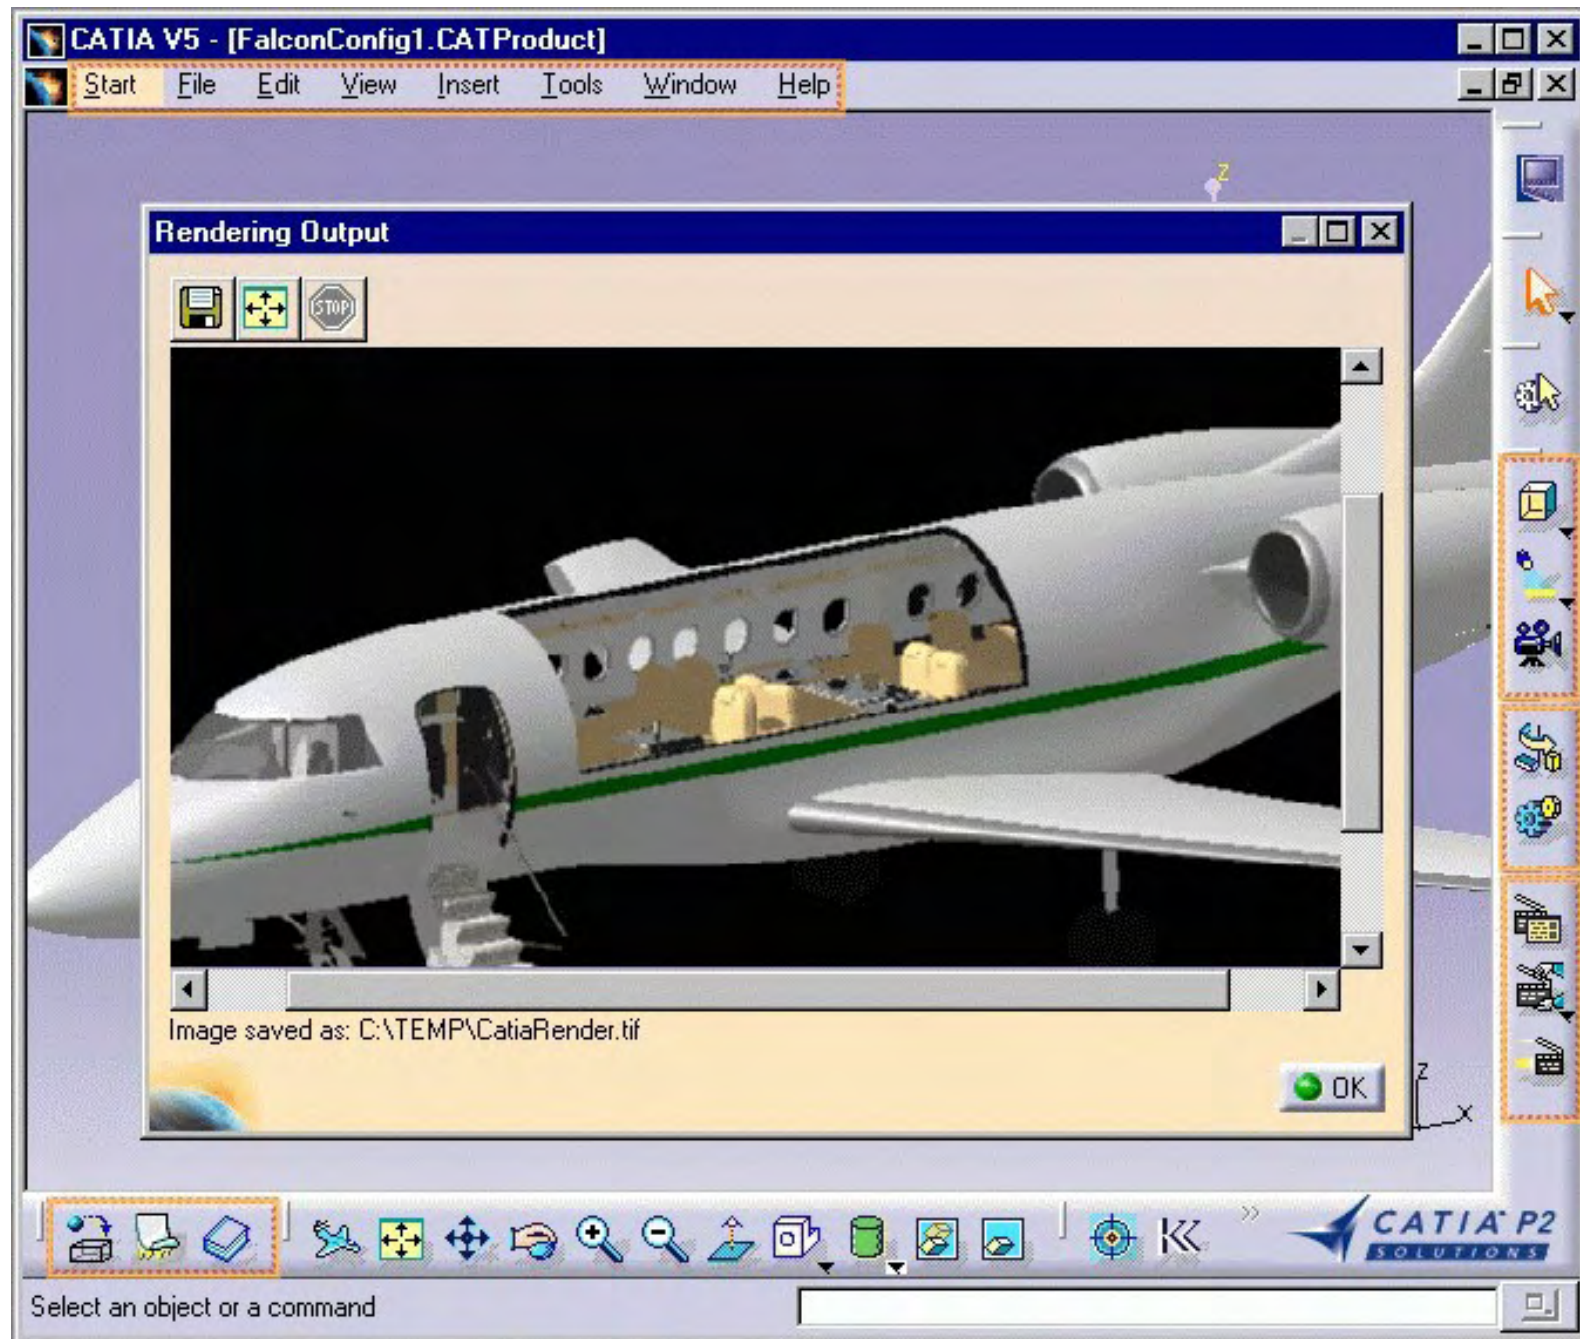 CATIA V5 - [FalconConfig1.CATProduct]
Start File Edit View Insert Tools Window Help
Z
Rendering Output
STOP
Image saved as: C:\TEMP\CatiaRender.tif
OK
Z
X
CATIA P2
SOLUTIONS
Select an object or a command